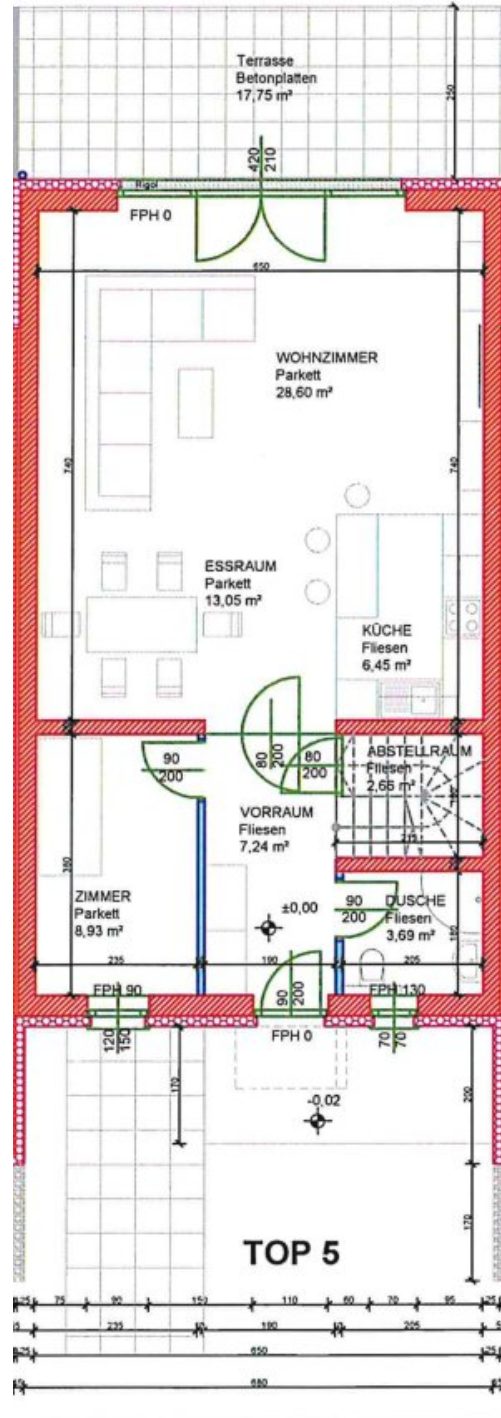 Terrasse
Betonplatten
17,75 m²
250
420
210
Rigol
FPH 0
650
WOHNZIMMER
Parkett
28,60 m²
740
740
ESSRAUM
Parkett
13,05 m²
KÜCHE
Fliesen
6,45 m²
90
200
80
200
80
200
ABSTELLRAUM
Fliesen
2,66 m²
215
VORRAUM
Fliesen
7,24 m²
380
ZIMMER
Parkett
8,93 m²
±0,00
90
200
DUSCHE
Fliesen
3,69 m²
180
235
190
205
90
200
FPH 90
FPH 130
120
150
FPH 0
70
70
170
-0,02
200
170
TOP 5
25 75 90 150 110 60 70 95 25
235 190 205
25 650 25
680